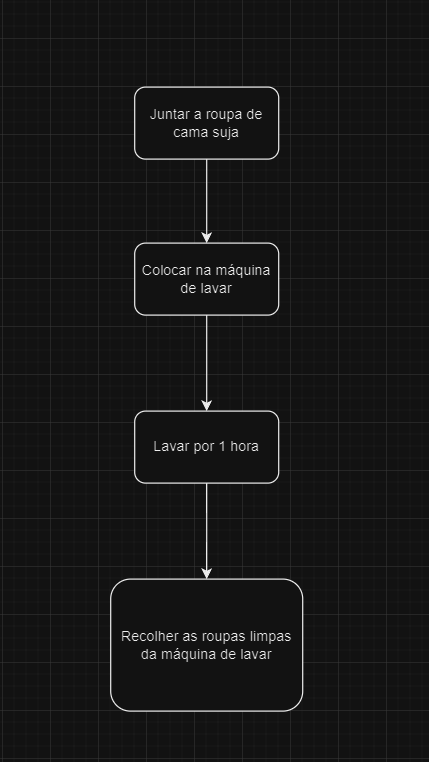 Juntar a roupa de
cama suja
Colocar na máquina
de lavar
Lavar por 1 hora
Recolher as roupas limpas
da máquina de lavar